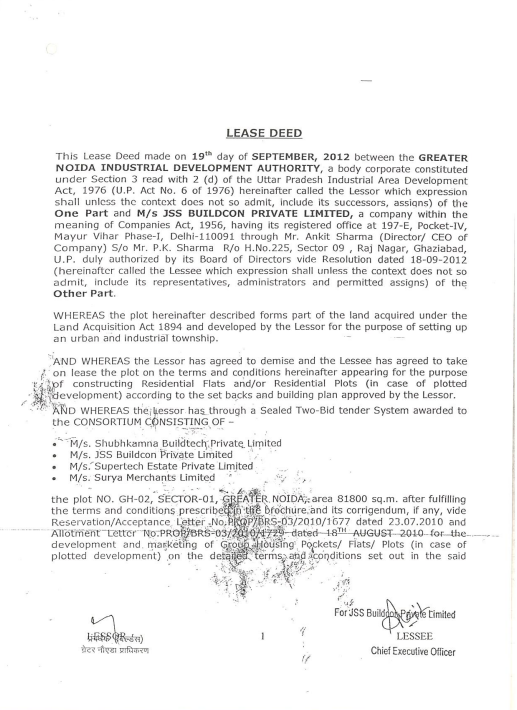 LEASE DEED
This Lease Deed made on 19th day of SEPTEMBER, 2012 between the GREATER
NOIDA INDUSTRIAL DEVELOPMENT AUTHORITY, a body corporate constituted
under Section 3 read with 2 (d) of the Uttar Pradesh Industrial Area Development
Act, 1976 (U.P. Act No. 6 of 1976) hereinafter called the Lessor which expression
shall unless the context does not so admit, include its successors, assigns) of the
One Part and M/s JSS BUILDCON PRIVATE LIMITED, a company within the
meaning of Companies Act, 1956, having its registered office at 197-E, Pocket-IV,
Mayur Vihar Phase-I, Delhi-110091 through Mr. Ankit Sharma (Director/ CEO of
Company) S/o Mr. P.K. Sharma R/o H.No.225, Sector 09 , Raj Nagar, Ghaziabad,
U.P. duly authorized by its Board of Directors vide Resolution dated 18-09-2012
(hereinafter called the Lessee which expression shall unless the context does not so
admit, include its representatives, administrators and permitted assigns) of the
Other Part.
WHEREAS the plot hereinafter described forms part of the land acquired under the
Land Acquisition Act 1894 and developed by the Lessor for the purpose of setting up
an urban and industrial township.
AND WHEREAS the Lessor has agreed to demise and the Lessee has agreed to take
on lease the plot on the terms and conditions hereinafter appearing for the purpose
of constructing Residential Flats and/or Residential Plots (in case of plotted
development) according to the set backs and building plan approved by the Lessor.
AND WHEREAS the Lessor has through a Sealed Two-Bid tender System awarded to
the CONSORTIUM CONSISTING OF –
• M/s. Shubhkamna Buildtech Private Limited
• M/s. JSS Buildcon Private Limited
• M/s. Supertech Estate Private Limited
• M/s. Surya Merchants Limited
the plot NO. GH-02, SECTOR-01, GREATER NOIDA, area 81800 sq.m. after fulfilling
the terms and conditions prescribed in the brochure and its corrigendum, if any, vide
Reservation/Acceptance Letter No.PROP/BRS-03/2010/1677 dated 23.07.2010 and
Allotment Letter No.PROP/BRS-03/2010/1729 dated 18TH AUGUST 2010 for the
development and marketing of Group Housing Pockets/ Flats/ Plots (in case of
plotted development) on the detailed terms and conditions set out in the said
For JSS Buildcon Private Limited
LESSOR
1
LESSEE
ग्रेटर नौएडा प्राधिकरण
Chief Executive Officer